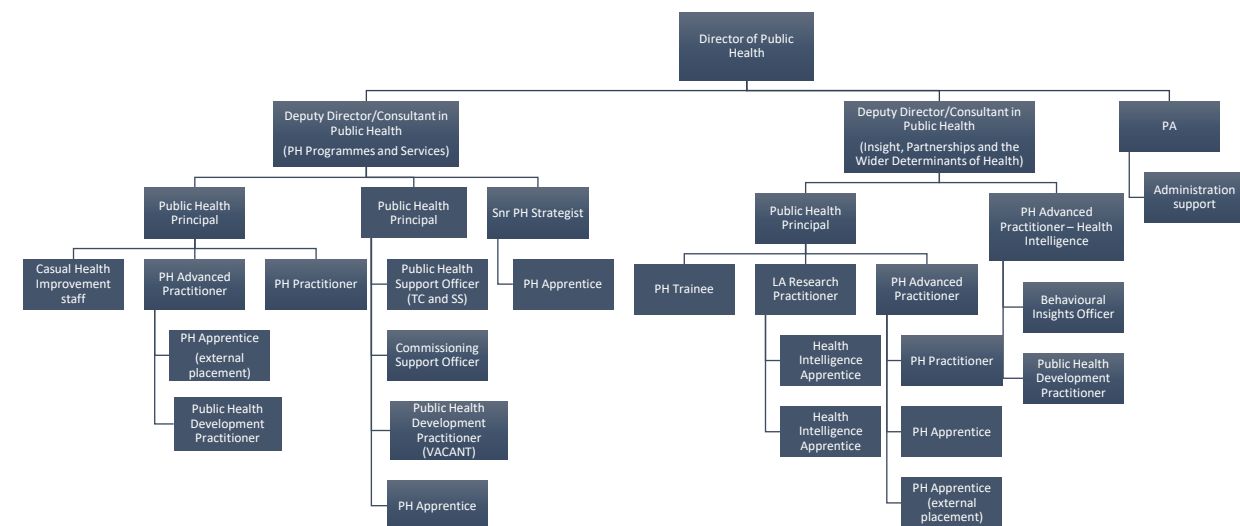 Director of Public
Health
Deputy Director/Consultant in
Public Health
(PH Programmes and Services)
Deputy Director/Consultant in
Public Health
(Insight, Partnerships and the
Wider Determinants of Health)
PA
Administration
support
Public Health
Principal
Public Health
Principal
Snr PH Strategist
Public Health
Principal
PH Advanced
Practitioner – Health
Intelligence
Casual Health
Improvement
staff
PH Advanced
Practitioner
PH Practitioner
Public Health
Support Officer
(TC and SS)
PH Apprentice
PH Trainee
LA Research
Practitioner
PH Advanced
Practitioner
Behavioural
Insights Officer
PH Apprentice
(external
placement)
Commissioning
Support Officer
Health
Intelligence
Apprentice
PH Practitioner
Public Health
Development
Practitioner
Public Health
Development
Practitioner
Public Health
Development
Practitioner
(VACANT)
Health
Intelligence
Apprentice
PH Apprentice
PH Apprentice
PH Apprentice
(external
placement)